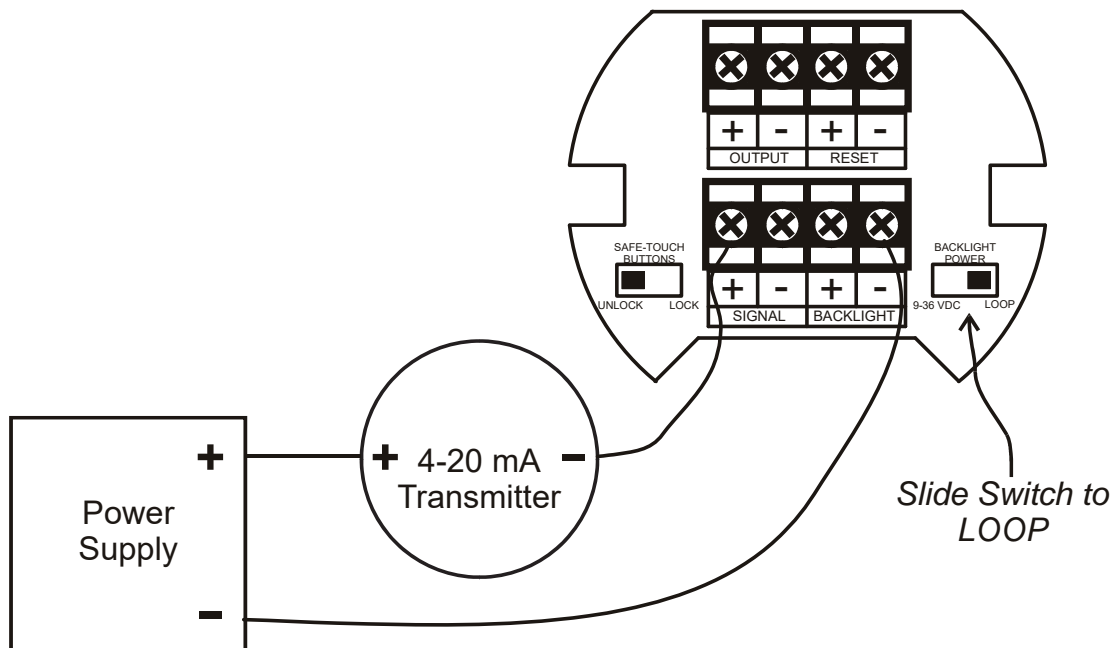 + - + -
OUTPUT RESET
SAFE-TOUCH
BUTTONS
UNLOCK LOCK
+ - + -
SIGNAL BACKLIGHT
BACKLIGHT
POWER
9-36 VDC LOOP
Slide Switch to
LOOP
+ 4-20 mA -
Transmitter
+
Power
Supply
-